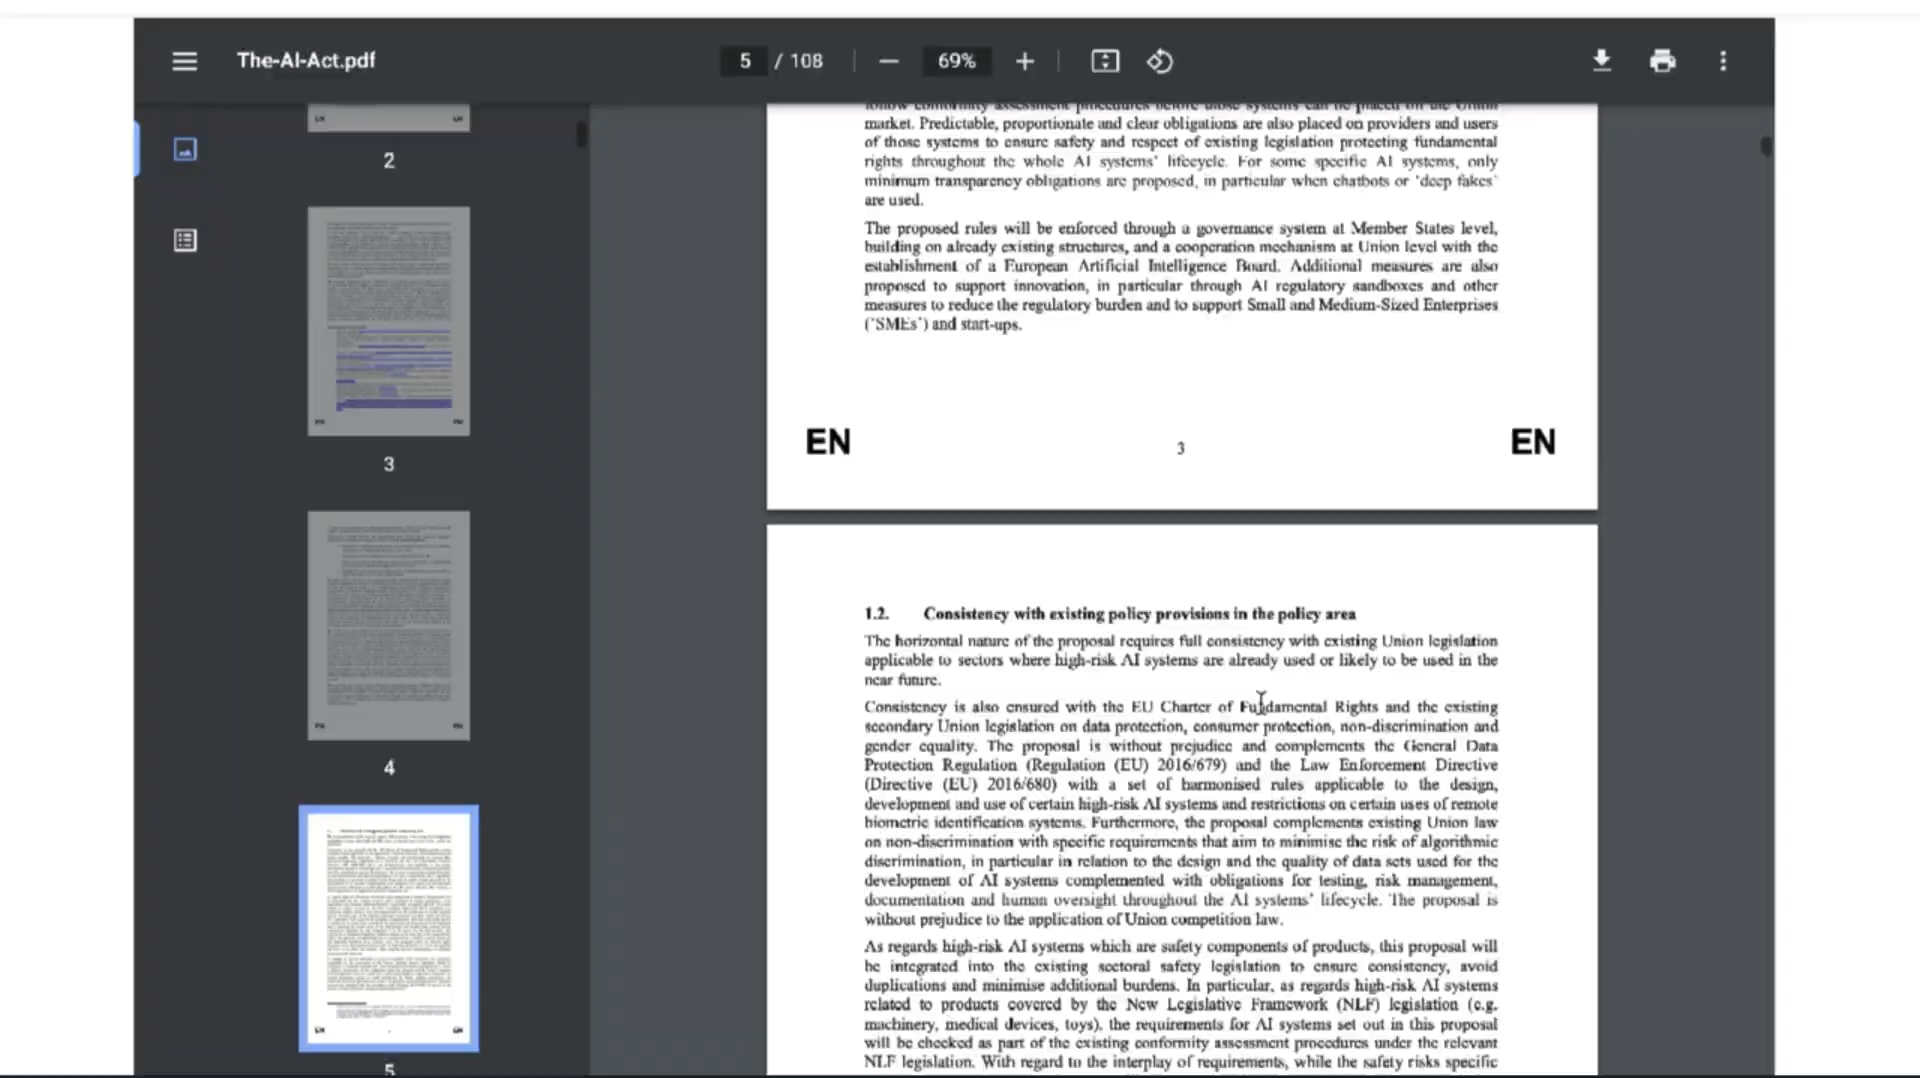 The-AI-Act.pdf
5 / 108
69%
2
3
4
5
follow conformity assessment procedures before those systems can be placed on the Union
market. Predictable, proportionate and clear obligations are also placed on providers and users
of those systems to ensure safety and respect of existing legislation protecting fundamental
rights throughout the whole AI systems' lifecycle. For some specific AI systems, only
minimum transparency obligations are proposed, in particular when chatbots or 'deep fakes'
are used.
The proposed rules will be enforced through a governance system at Member States level,
building on already existing structures, and a cooperation mechanism at Union level with the
establishment of a European Artificial Intelligence Board. Additional measures are also
proposed to support innovation, in particular through AI regulatory sandboxes and other
measures to reduce the regulatory burden and to support Small and Medium-Sized Enterprises
('SMEs') and start-ups.
EN 3 EN
1.2. Consistency with existing policy provisions in the policy area
The horizontal nature of the proposal requires full consistency with existing Union legislation
applicable to sectors where high-risk AI systems are already used or likely to be used in the
near future.
Consistency is also ensured with the EU Charter of Fundamental Rights and the existing
secondary Union legislation on data protection, consumer protection, non-discrimination and
gender equality. The proposal is without prejudice and complements the General Data
Protection Regulation (Regulation (EU) 2016/679) and the Law Enforcement Directive
(Directive (EU) 2016/680) with a set of harmonised rules applicable to the design,
development and use of certain high-risk AI systems and restrictions on certain uses of remote
biometric identification systems. Furthermore, the proposal complements existing Union law
on non-discrimination with specific requirements that aim to minimise the risk of algorithmic
discrimination, in particular in relation to the design and the quality of data sets used for the
development of AI systems complemented with obligations for testing, risk management,
documentation and human oversight throughout the AI systems' lifecycle. The proposal is
without prejudice to the application of Union competition law.
As regards high-risk AI systems which are safety components of products, this proposal will
be integrated into the existing sectoral safety legislation to ensure consistency, avoid
duplications and minimise additional burdens. In particular, as regards high-risk AI systems
related to products covered by the New Legislative Framework (NLF) legislation (e.g.
machinery, medical devices, toys), the requirements for AI systems set out in this proposal
will be checked as part of the existing conformity assessment procedures under the relevant
NLF legislation. With regard to the interplay of requirements, while the safety risks specific